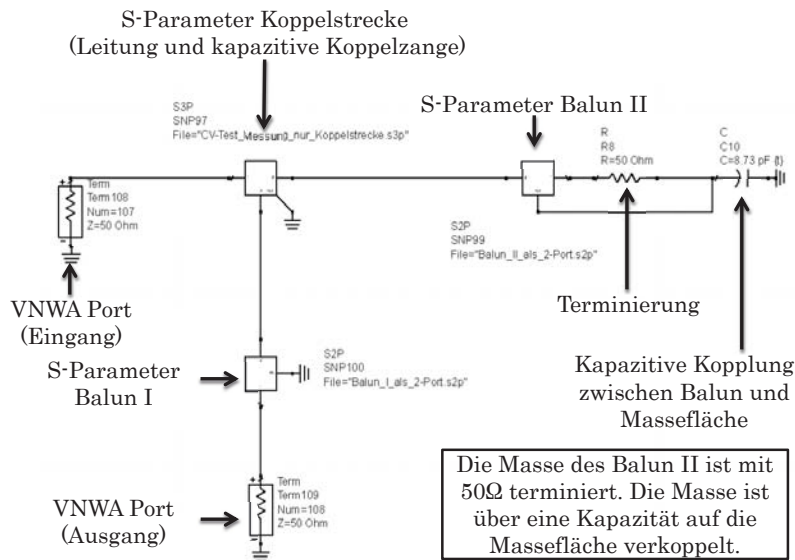 S-Parameter Koppelstrecke
(Leitung und kapazitive Koppelzange)
S3P
SNP97
File="CV-Test_Messung_nur_Koppelstrecke.s3p"
S-Parameter Balun II
R
R8
R=50 Ohm
C
C10
C=8.73 pF {t}
Term
Term108
Num=107
Z=50 Ohm
S2P
SNP99
File="Balun_II_als_2-Port.s2p"
VNWA Port
(Eingang)
Terminierung
S-Parameter
Balun I
S2P
SNP100
File="Balun_I_als_2-Port.s2p"
Kapazitive Kopplung
zwischen Balun und
Massefläche
VNWA Port
(Ausgang)
Term
Term109
Num=108
Z=50 Ohm
Die Masse des Balun II ist mit
50Ω terminiert. Die Masse ist
über eine Kapazität auf die
Massefläche verkoppelt.